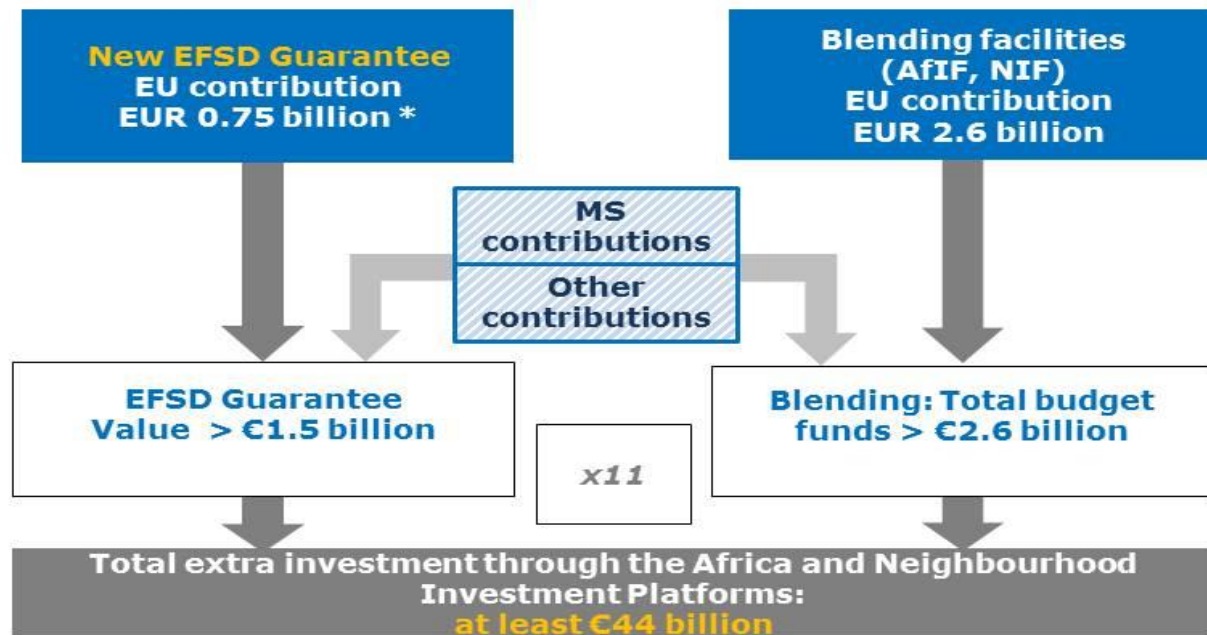 New EFSD Guarantee
EU contribution
EUR 0.75 billion *
Blending facilities
(AfIF, NIF)
EU contribution
EUR 2.6 billion
MS
contributions
Other
contributions
EFSD Guarantee
Value > €1.5 billion
Blending: Total budget
funds > €2.6 billion
x11
Total extra investment through the Africa and Neighbourhood
Investment Platforms:
at least €44 billion